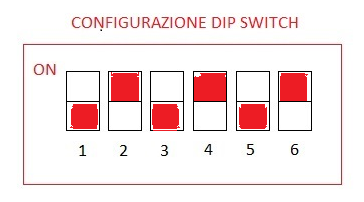 CONFIGURAZIONE DIP SWITCH
ON
1 2 3 4 5 6